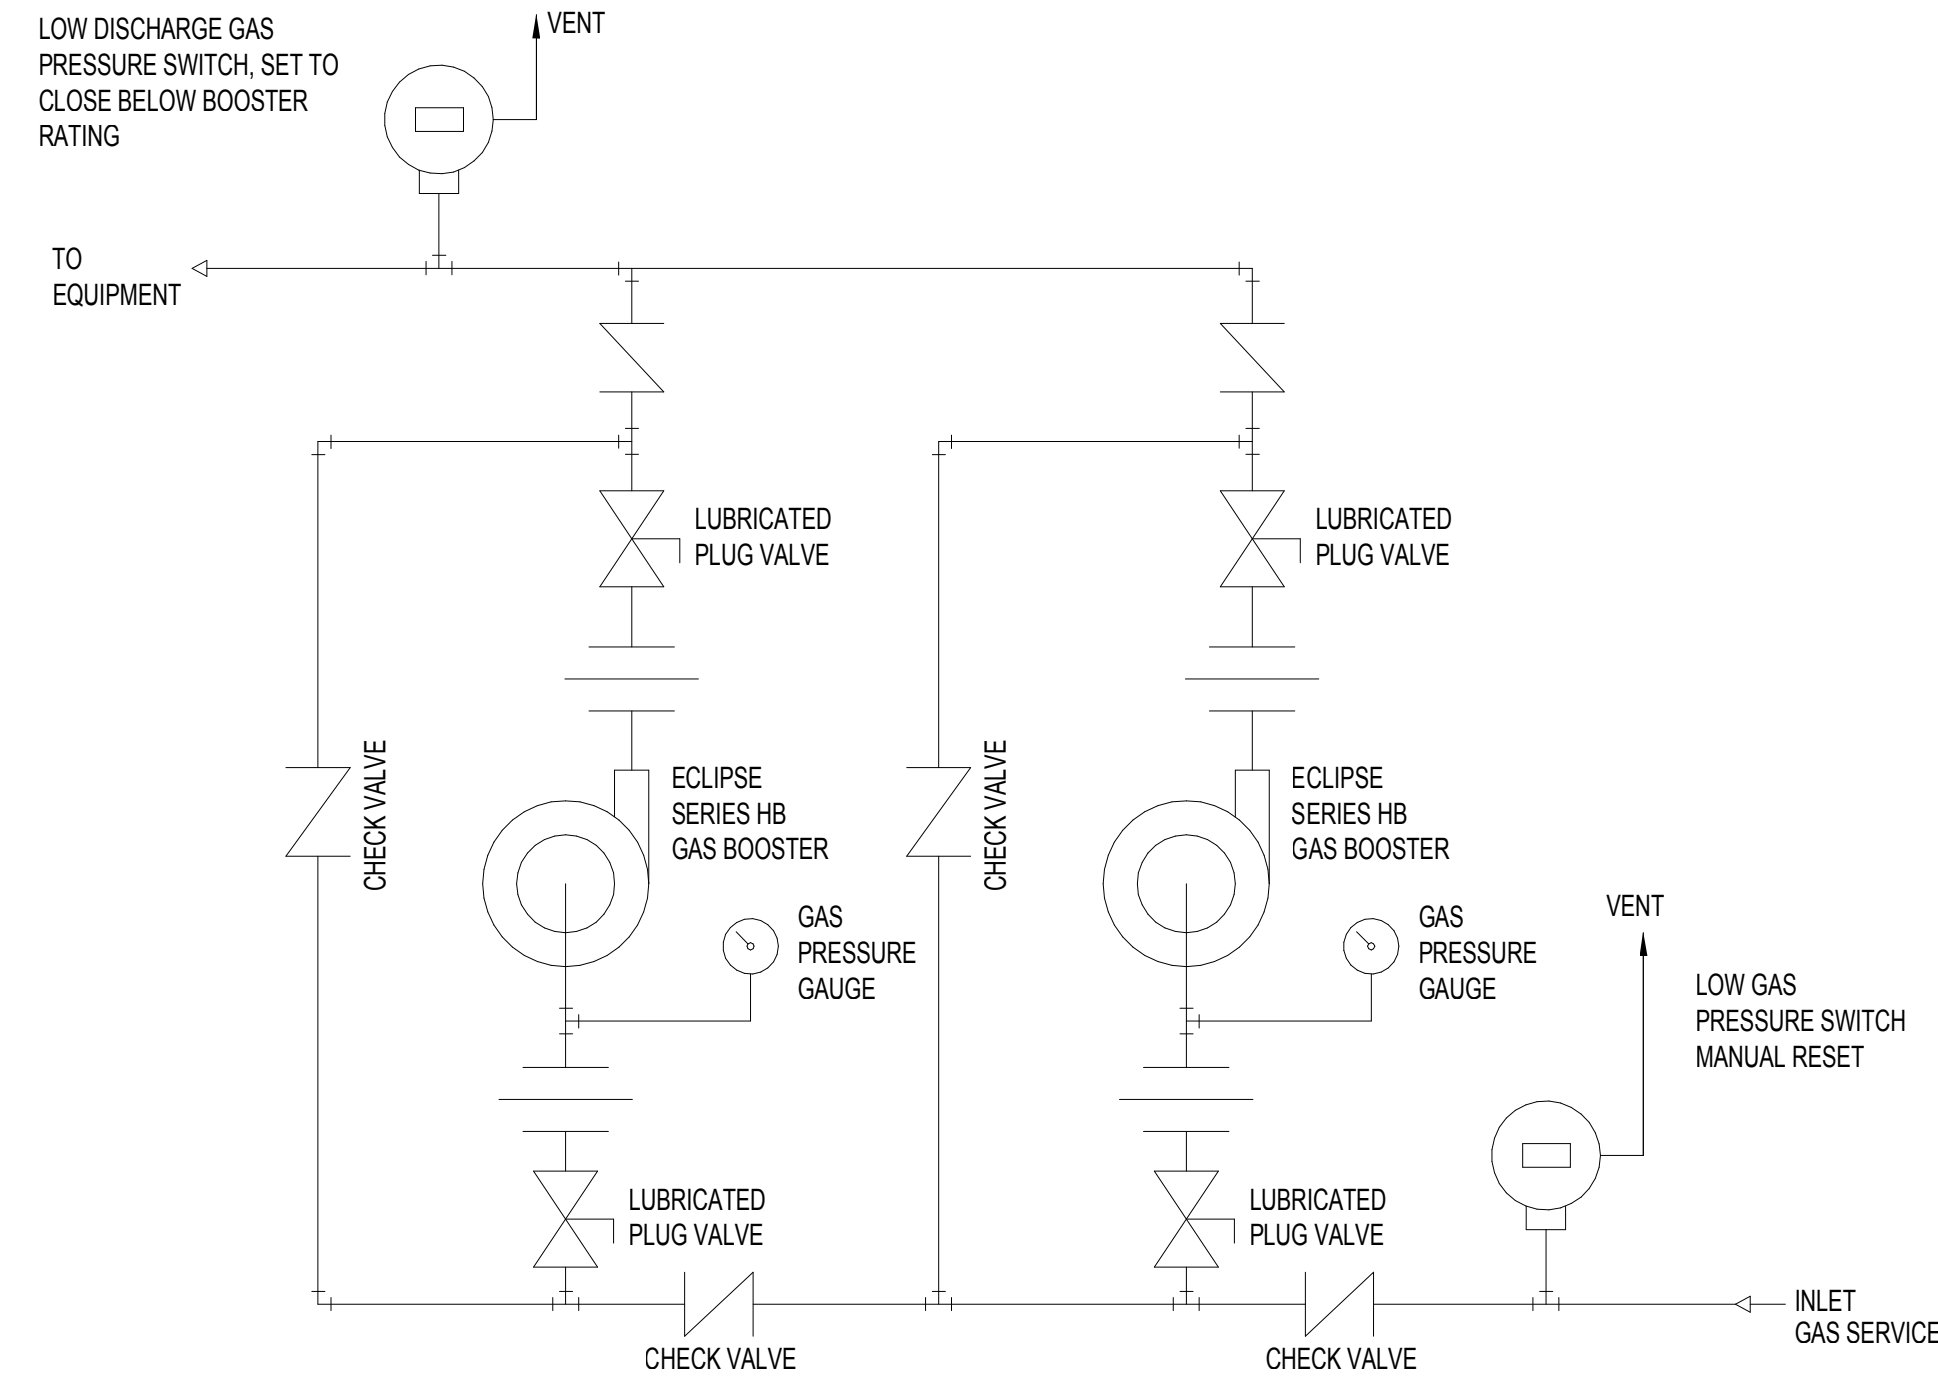 LOW DISCHARGE GAS
PRESSURE SWITCH, SET TO
CLOSE BELOW BOOSTER
RATING
VENT
TO
EQUIPMENT
LUBRICATED
PLUG VALVE
LUBRICATED
PLUG VALVE
CHECK VALVE
ECLIPSE
SERIES HB
GAS BOOSTER
CHECK VALVE
ECLIPSE
SERIES HB
GAS BOOSTER
GAS
PRESSURE
GAUGE
GAS
PRESSURE
GAUGE
VENT
LOW GAS
PRESSURE SWITCH
MANUAL RESET
LUBRICATED
PLUG VALVE
LUBRICATED
PLUG VALVE
INLET
GAS SERVICE
CHECK VALVE
CHECK VALVE